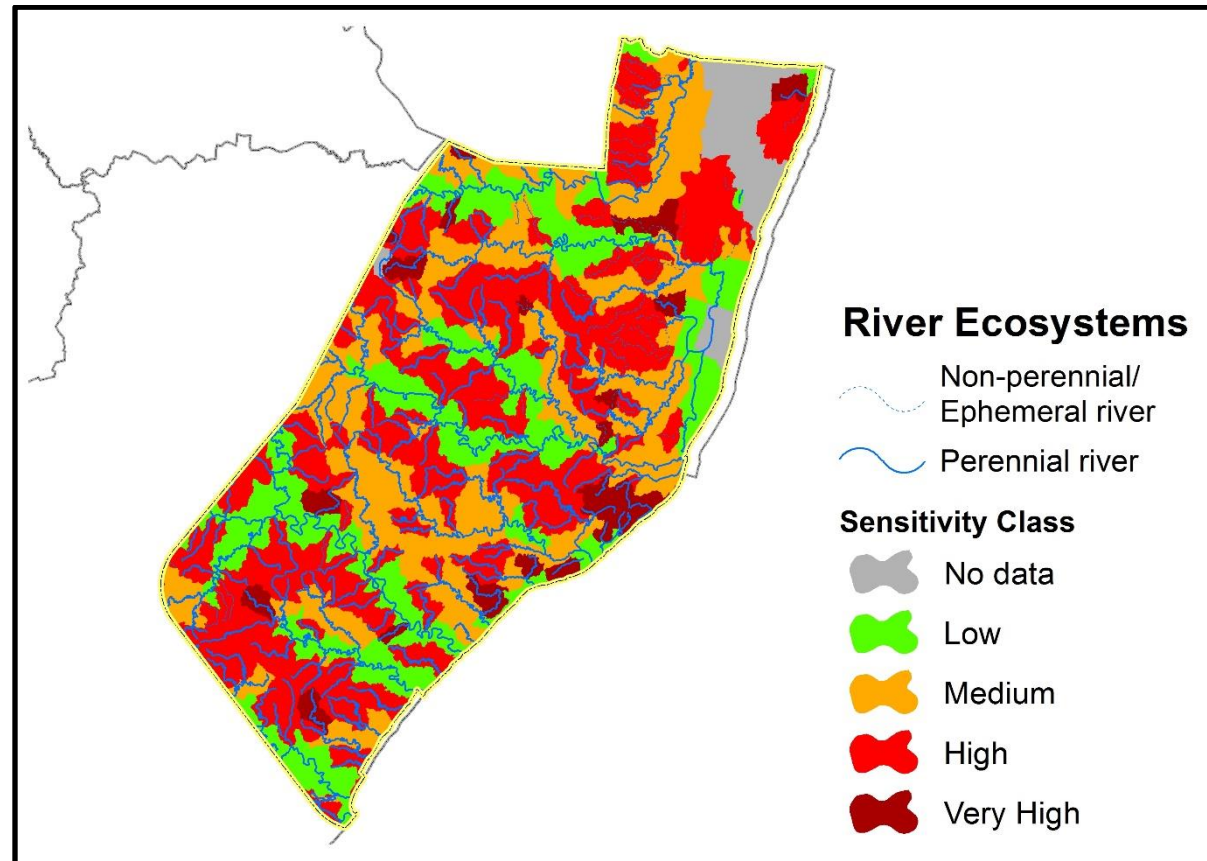 River Ecosystems
Non-perennial/
Ephemeral river
Perennial river
Sensitivity Class
No data
Low
Medium
High
Very High